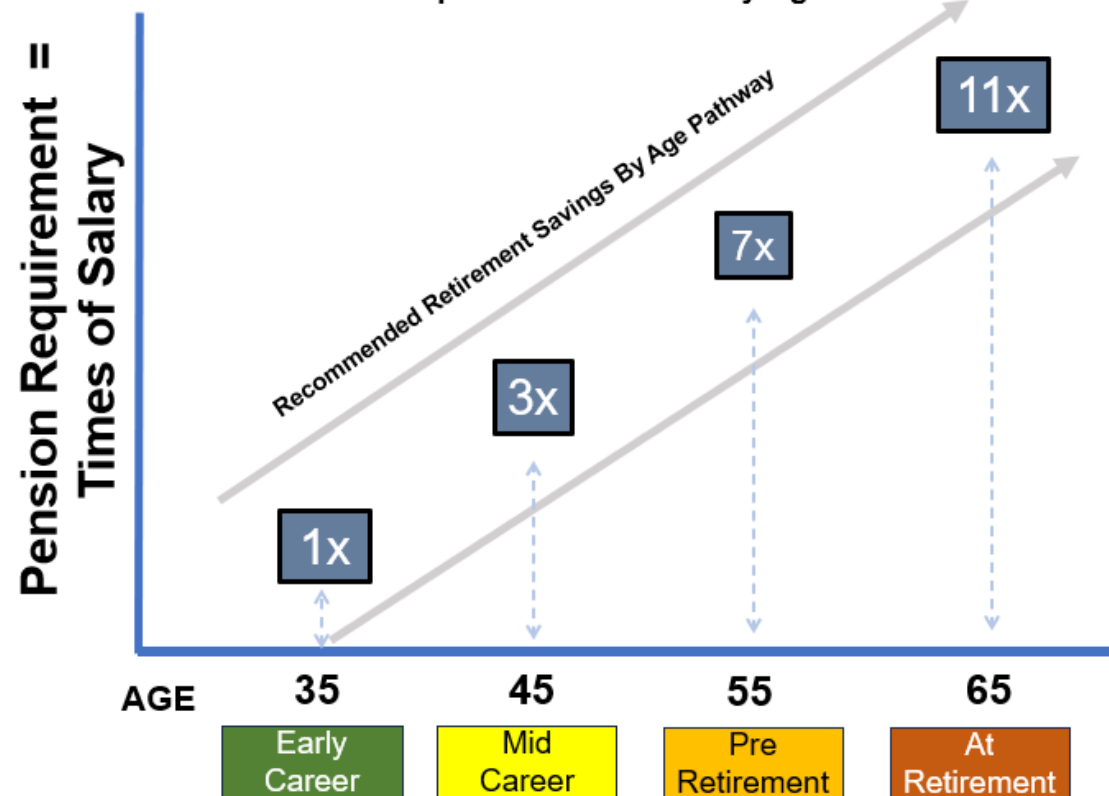 Pension Requirement =
Times of Salary
Recommended Retirement Savings By Age Pathway
11x
7x
3x
1x
AGE 35 45 55 65
Early
Career
Mid
Career
Pre
Retirement
At
Retirement